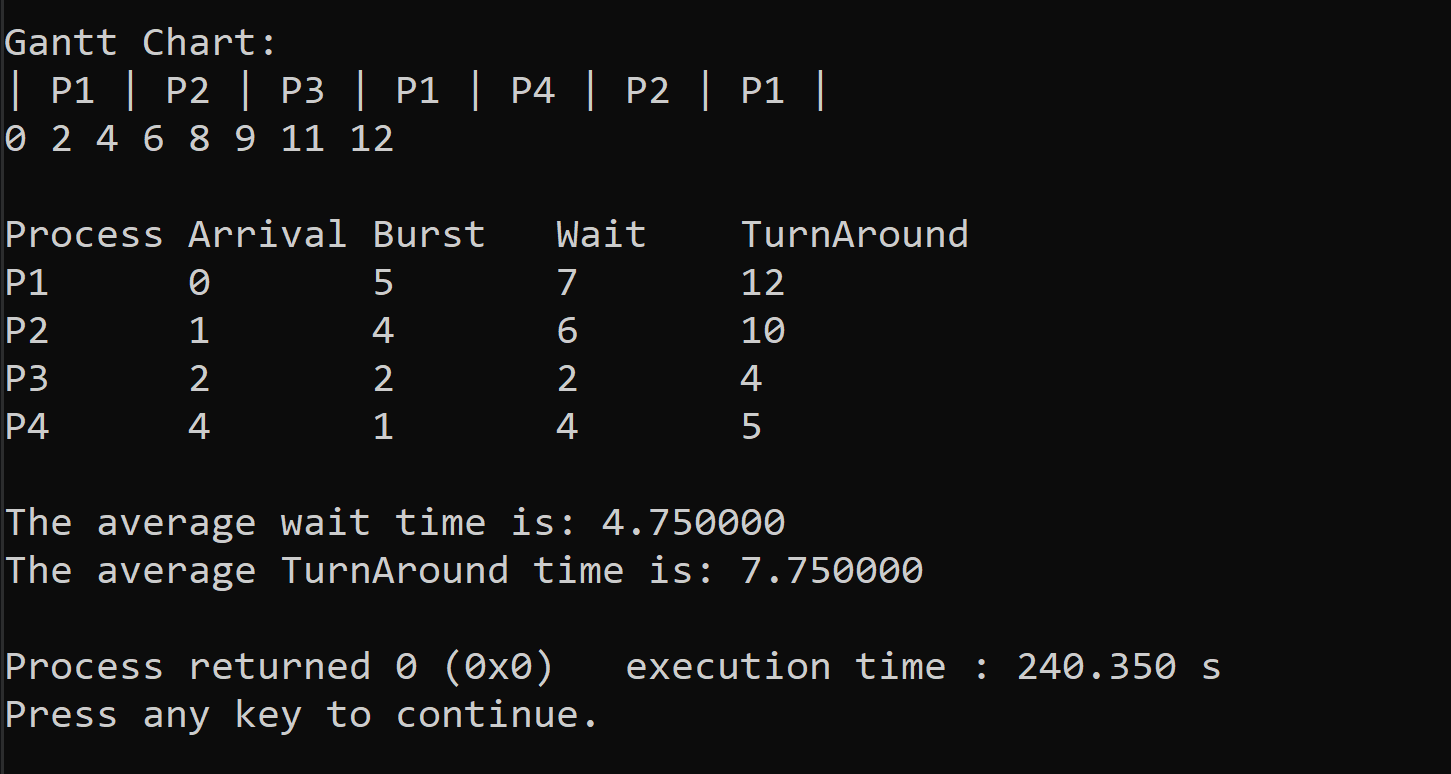 Gantt Chart:
| P1 | P2 | P3 | P1 | P4 | P2 | P1 |
0 2 4 6 8 9 11 12
Process Arrival Burst Wait TurnAround
P1 0 5 7 12
P2 1 4 6 10
P3 2 2 2 4
P4 4 1 4 5
The average wait time is: 4.750000
The average TurnAround time is: 7.750000
Process returned 0 (0x0) execution time : 240.350 s
Press any key to continue.